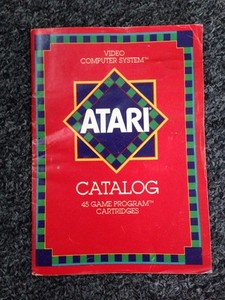 VIDEO
COMPUTER SYSTEM™
ATARI®
CATALOG
45 GAME PROGRAM™
CARTRIDGES